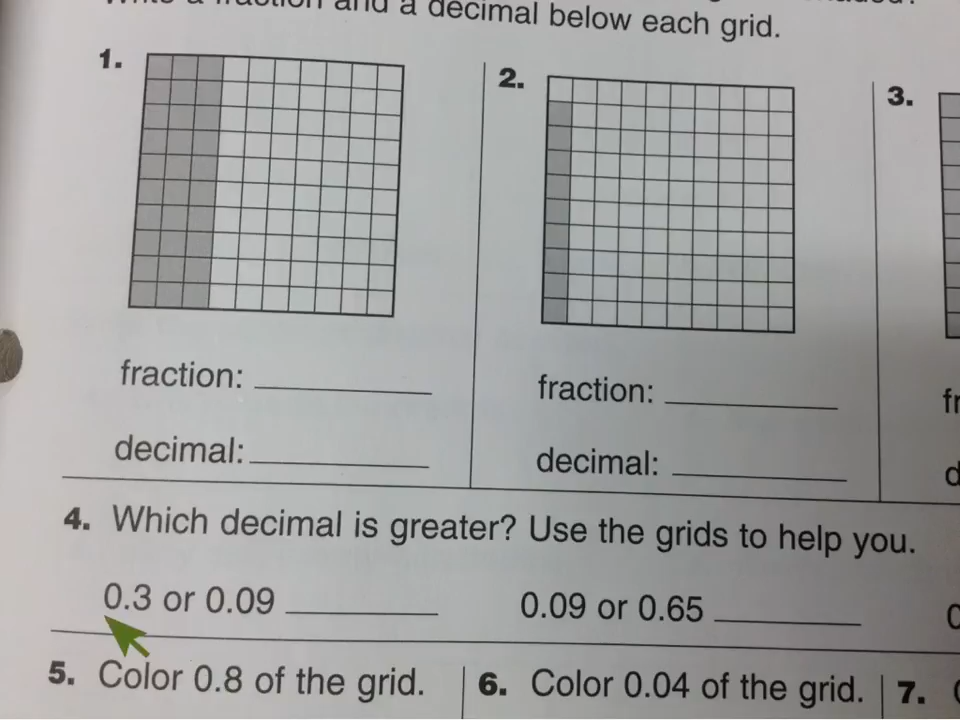 and a decimal below each grid.
1. 2. 3.
fraction: fraction:
decimal: decimal:
4. Which decimal is greater? Use the grids to help you.
0.3 or 0.09 0.09 or 0.65
5. Color 0.8 of the grid. 6. Color 0.04 of the grid. 7.